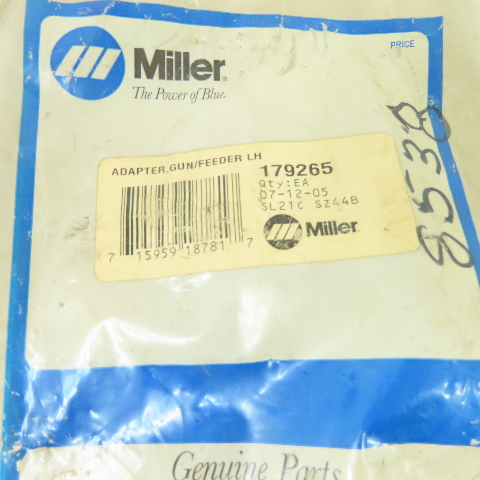 Miller®
PRICE
The Power of Blue.
ADAPTER,GUN/FEEDER LH
179265
Qty:EA
07-12-05
SL21C SZ44B
Miller
7 15959 18781 7
8538
Genuine Parts